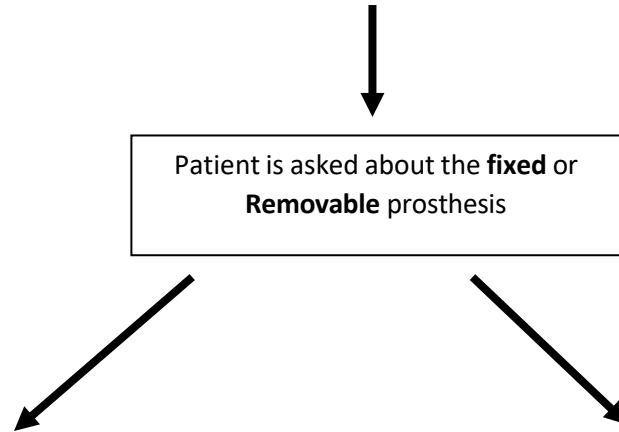 Patient is asked about the fixed or
Removable prosthesis